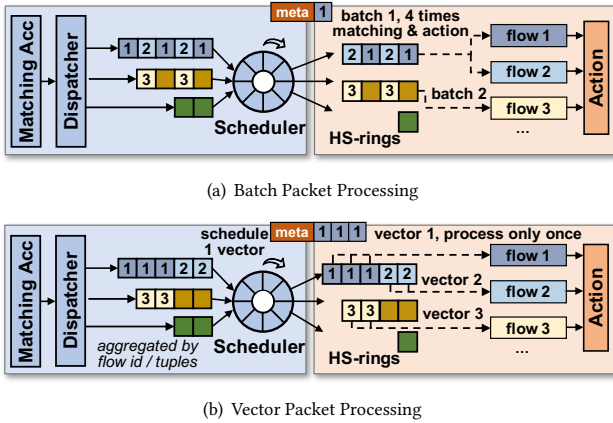 meta 1
batch 1, 4 times
matching & action
Matching Acc
Dispatcher
1 2 1 2 1
3 3
Scheduler
2 1 2 1
3 3
batch 2
HS-rings
flow 1
flow 2
flow 3
...
Action
(a) Batch Packet Processing
meta 1 1 1
schedule
1 vector
vector 1, process only once
Matching Acc
Dispatcher
1 1 1 2 2
3 3
aggregated by
flow id / tuples
Scheduler
1 1 1 2 2
vector 2
3 3
vector 3
HS-rings
flow 1
flow 2
flow 3
...
Action
(b) Vector Packet Processing